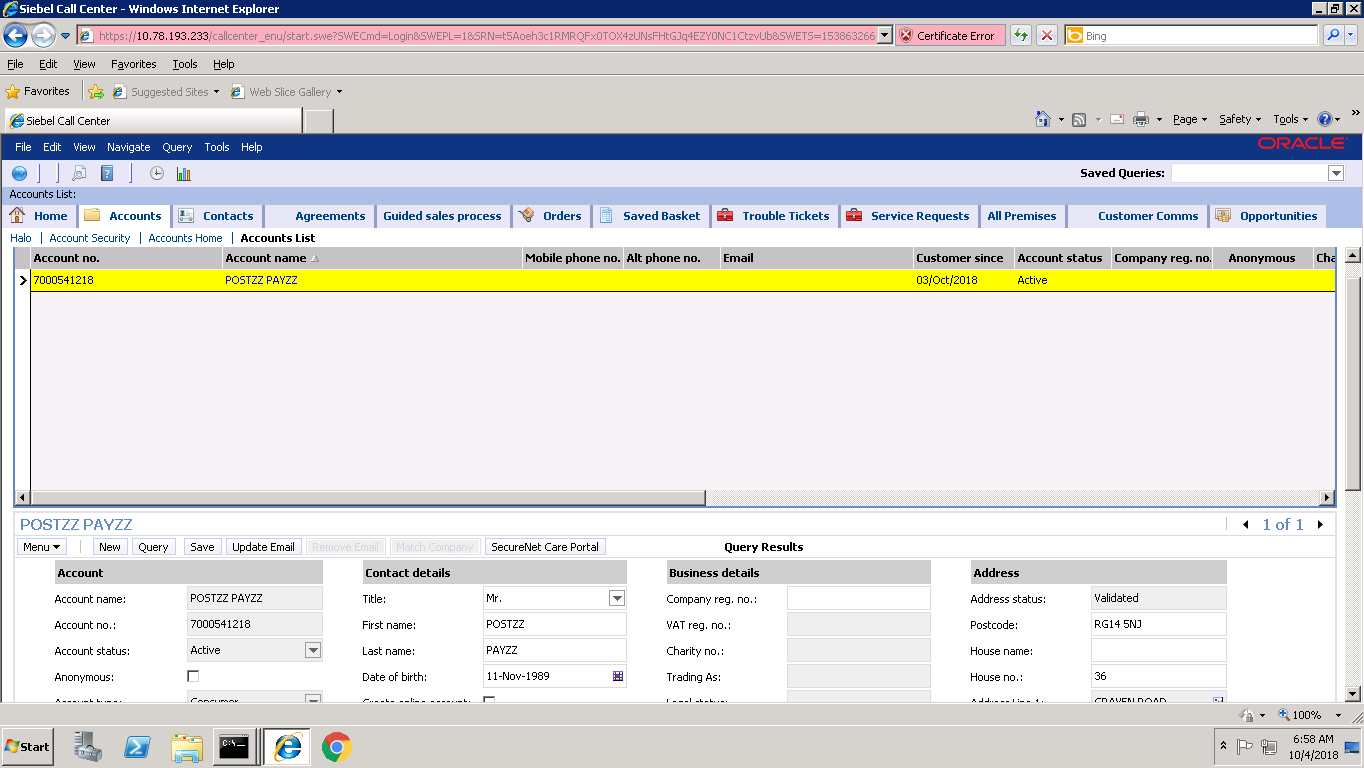 Siebel Call Center - Windows Internet Explorer
https://10.78.193.233/callcenter_enu/start.swe?SWECmd=Login&SWEPL=1&SRN=t5Aoeh3c1RMRQFx0TOX4zUNsFHtGJq4EZY0NC1CtzvUb&SWETS=153863266 Certificate Error Bing
File Edit View Favorites Tools Help
Favorites Suggested Sites Web Slice Gallery
Siebel Call Center Page Safety Tools
File Edit View Navigate Query Tools Help ORACLE
Saved Queries:
Accounts List:
Home Accounts Contacts Agreements Guided sales process Orders Saved Basket Trouble Tickets Service Requests All Premises Customer Comms Opportunities
Halo Account Security Accounts Home Accounts List
Account no. Account name Mobile phone no. Alt phone no. Email Customer since Account status Company reg. no. Anonymous Cha
7000541218 POSTZZ PAYZZ 03/Oct/2018 Active
POSTZZ PAYZZ 1 of 1
Menu New Query Save Update Email Remove Email Match Company SecureNet Care Portal Query Results
Account Contact details Business details Address
Account name: POSTZZ PAYZZ Title: Mr. Company reg. no.: Address status: Validated
Account no.: 7000541218 First name: POSTZZ VAT reg. no.: Postcode: RG14 5NJ
Account status: Active Last name: PAYZZ Charity no.: House name:
Anonymous: Date of birth: 11-Nov-1989 Trading As: House no.: 36
Account type: Consumer Create online account: Legal status: Address Line 1: CRAVEN ROAD
100%
Start C:\ 6:58 AM
10/4/2018